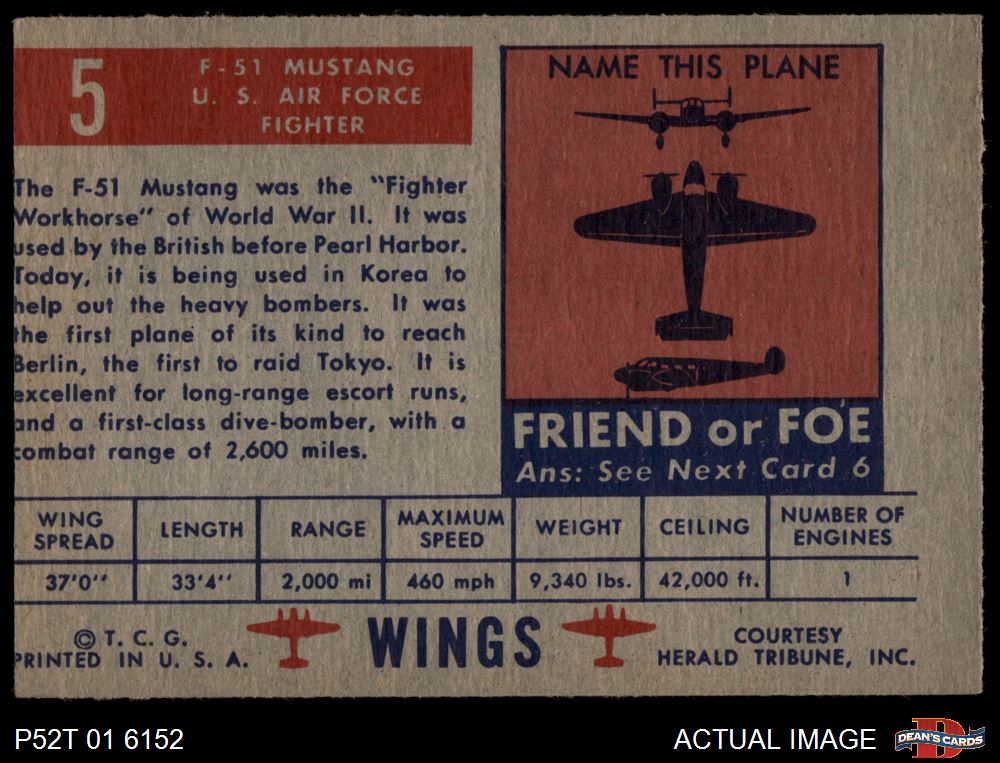 5
F-51 MUSTANG
U. S. AIR FORCE
FIGHTER
The F-51 Mustang was the "Fighter
Workhorse" of World War II. It was
used by the British before Pearl Harbor.
Today, it is being used in Korea to
help out the heavy bombers. It was
the first plane of its kind to reach
Berlin, the first to raid Tokyo. It is
excellent for long-range escort runs,
and a first-class dive-bomber, with a
combat range of 2,600 miles.
NAME THIS PLANE
FRIEND or FOE
Ans: See Next Card 6
WING SPREAD LENGTH RANGE MAXIMUM SPEED WEIGHT CEILING NUMBER OF ENGINES
37'0'' 33'4'' 2,000 mi 460 mph 9,340 lbs. 42,000 ft. 1
© T. C. G.
PRINTED IN U. S. A.
WINGS
COURTESY
HERALD TRIBUNE, INC.
P52T 01 6152
ACTUAL IMAGE
D
DEAN'S CARDS